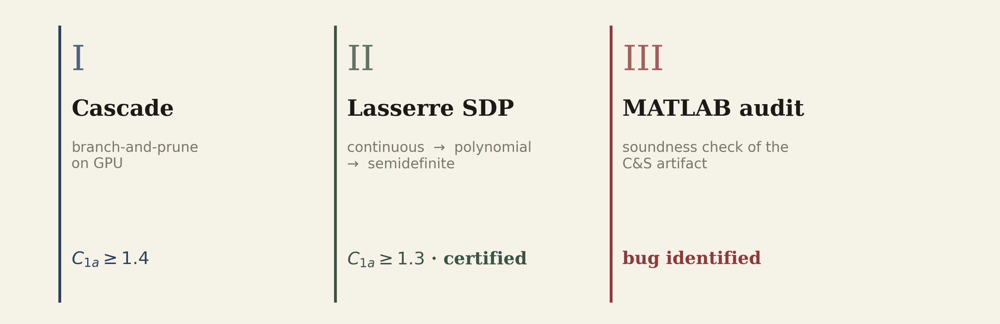 I
Cascade
branch-and-prune
on GPU
C1a ≥ 1.4
II
Lasserre SDP
continuous → polynomial
→ semidefinite
C1a ≥ 1.3 · certified
III
MATLAB audit
soundness check of the
C&S artifact
bug identified